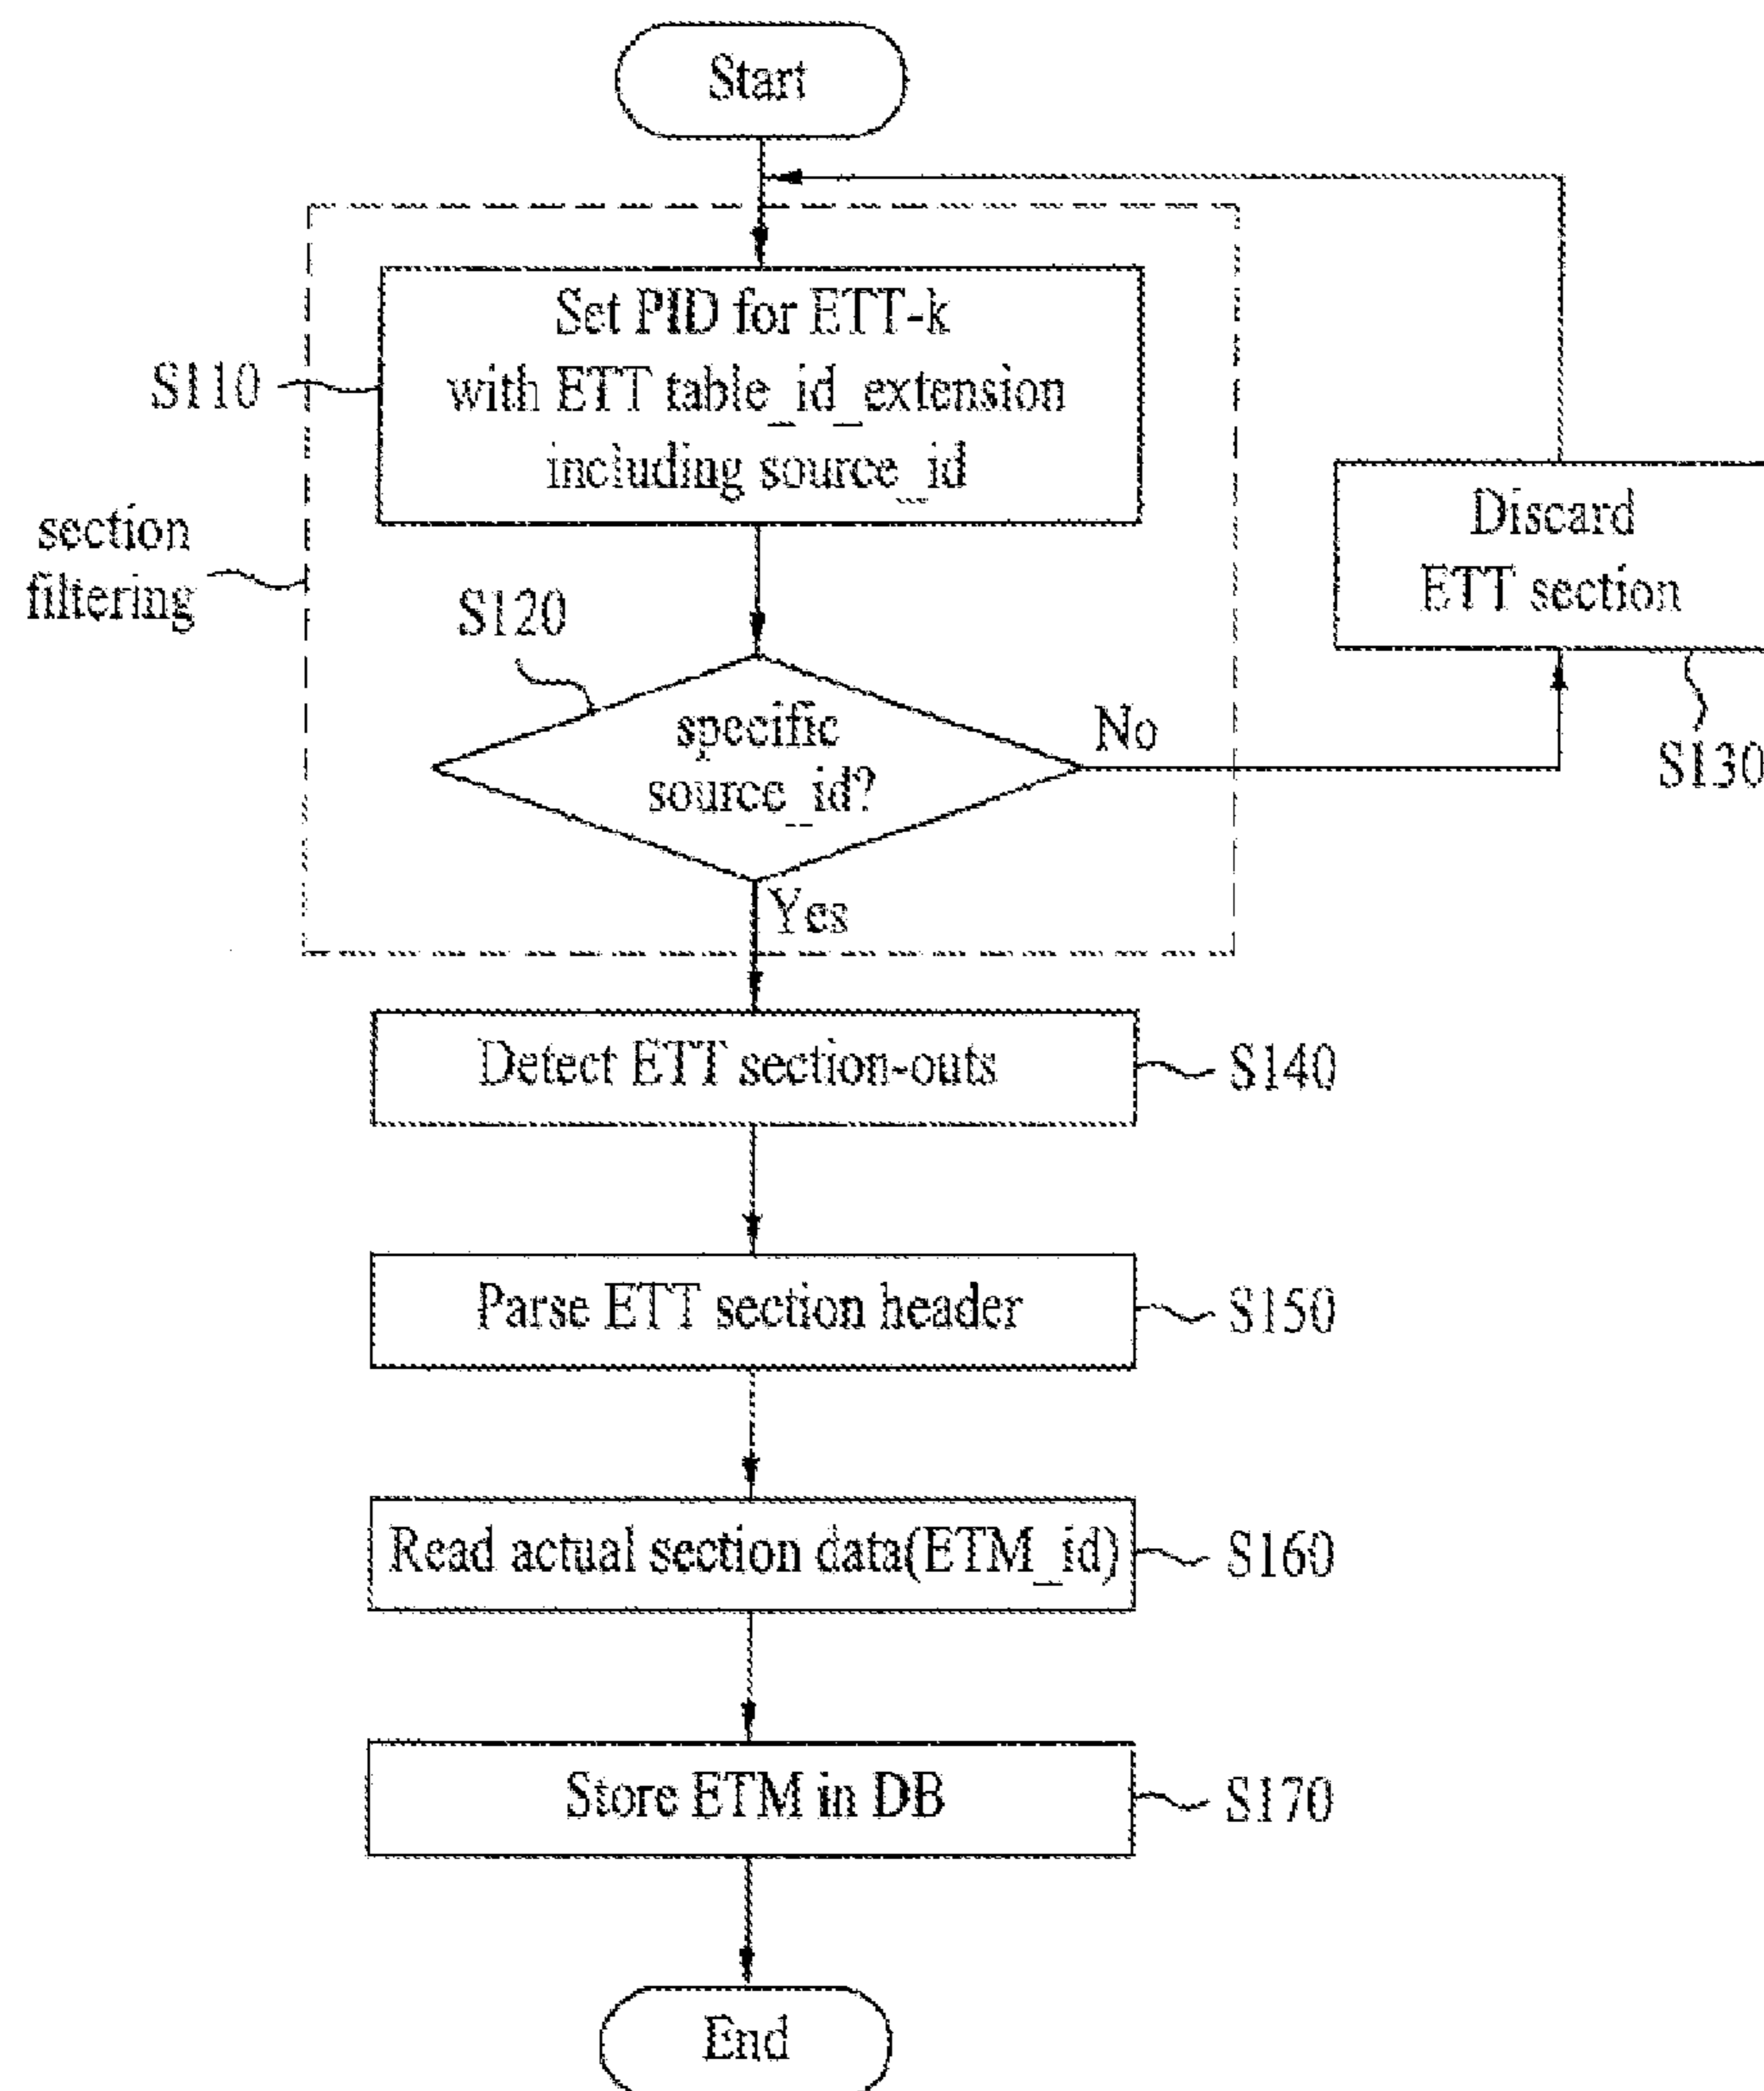 Start
Set PID for ETT-k
with ETT table_id_extension
including source_id
S110
section
filtering
Discard
ETT section
S130
S120
specific
source_id?
No
Yes
Detect ETT section-outs
S140
Parse ETT section header
S150
Read actual section data(ETM_id)
S160
Store ETM in DB
S170
End